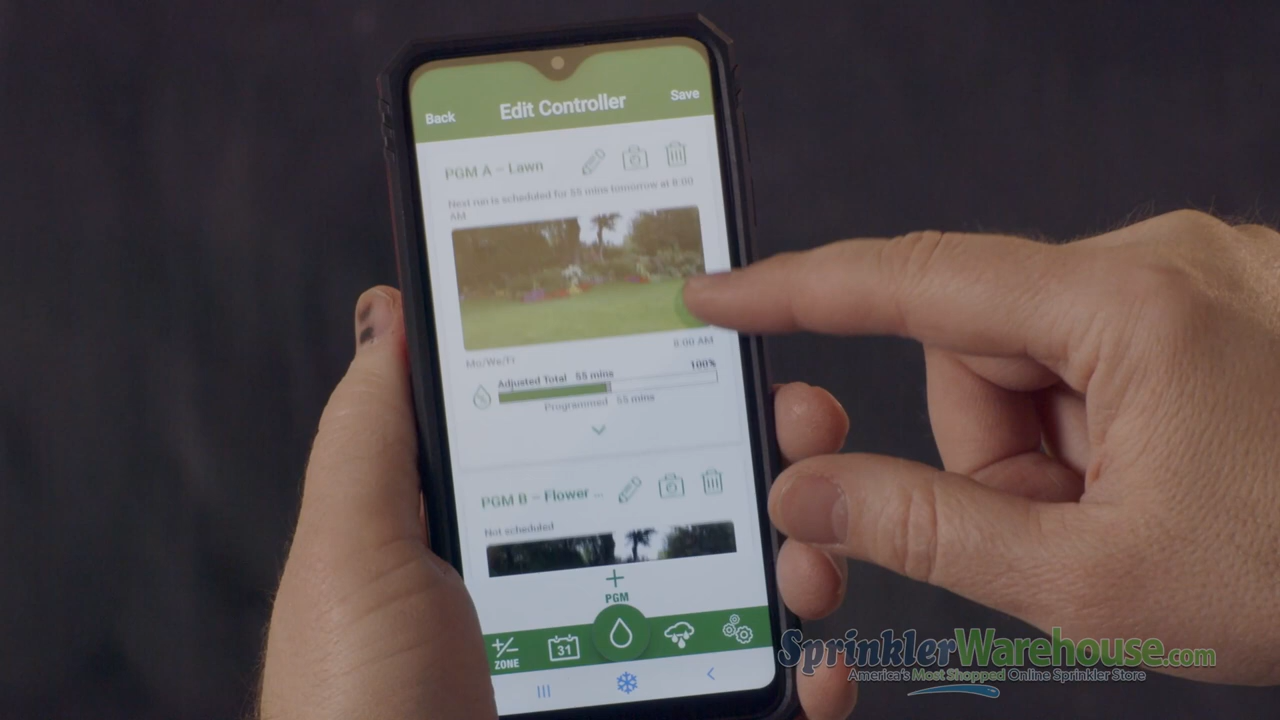 Back
Edit Controller
Save
PGM A – Lawn
Next run is scheduled for 55 mins tomorrow at 8:00
AM
Mo/We/Fr
8:00 AM
Adjusted Total 55 mins
100%
Programmed 55 mins
PGM B – Flower ...
Not scheduled
PGM
ZONE
31
SprinklerWarehouse.com
America's Most Shopped Online Sprinkler Store